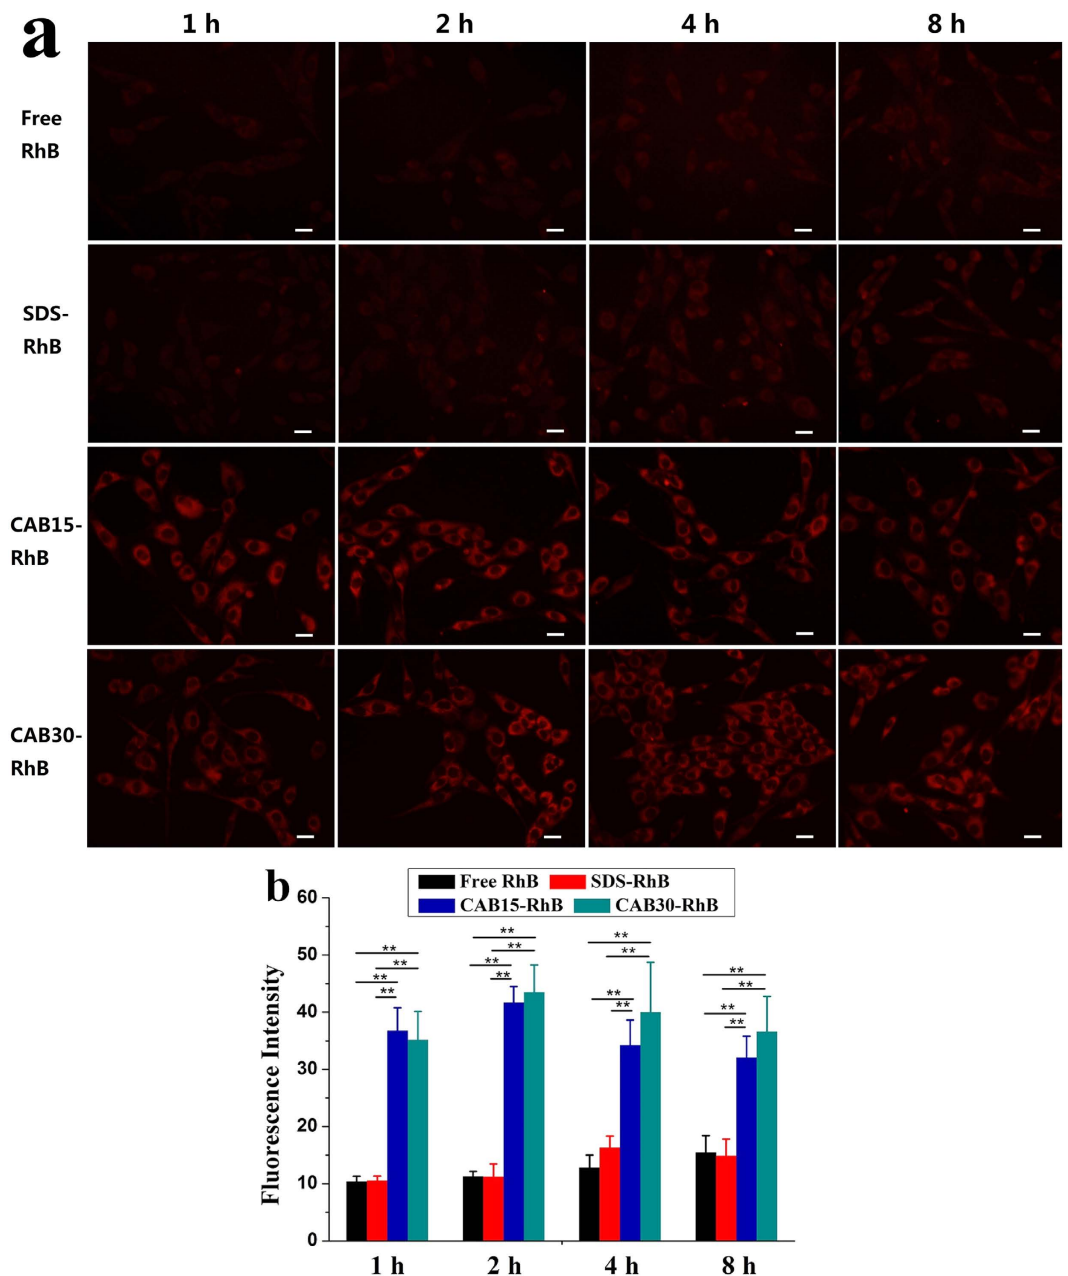 a
1 h 2 h 4 h 8 h
Free
RhB
SDS-
RhB
CAB15-
RhB
CAB30-
RhB
b
Free RhB SDS-RhB
CAB15-RhB CAB30-RhB
Fluorescence Intensity
60
50
40
30
20
10
0
** ** ** **
** ** ** **
** ** ** **
** ** ** **
1 h 2 h 4 h 8 h